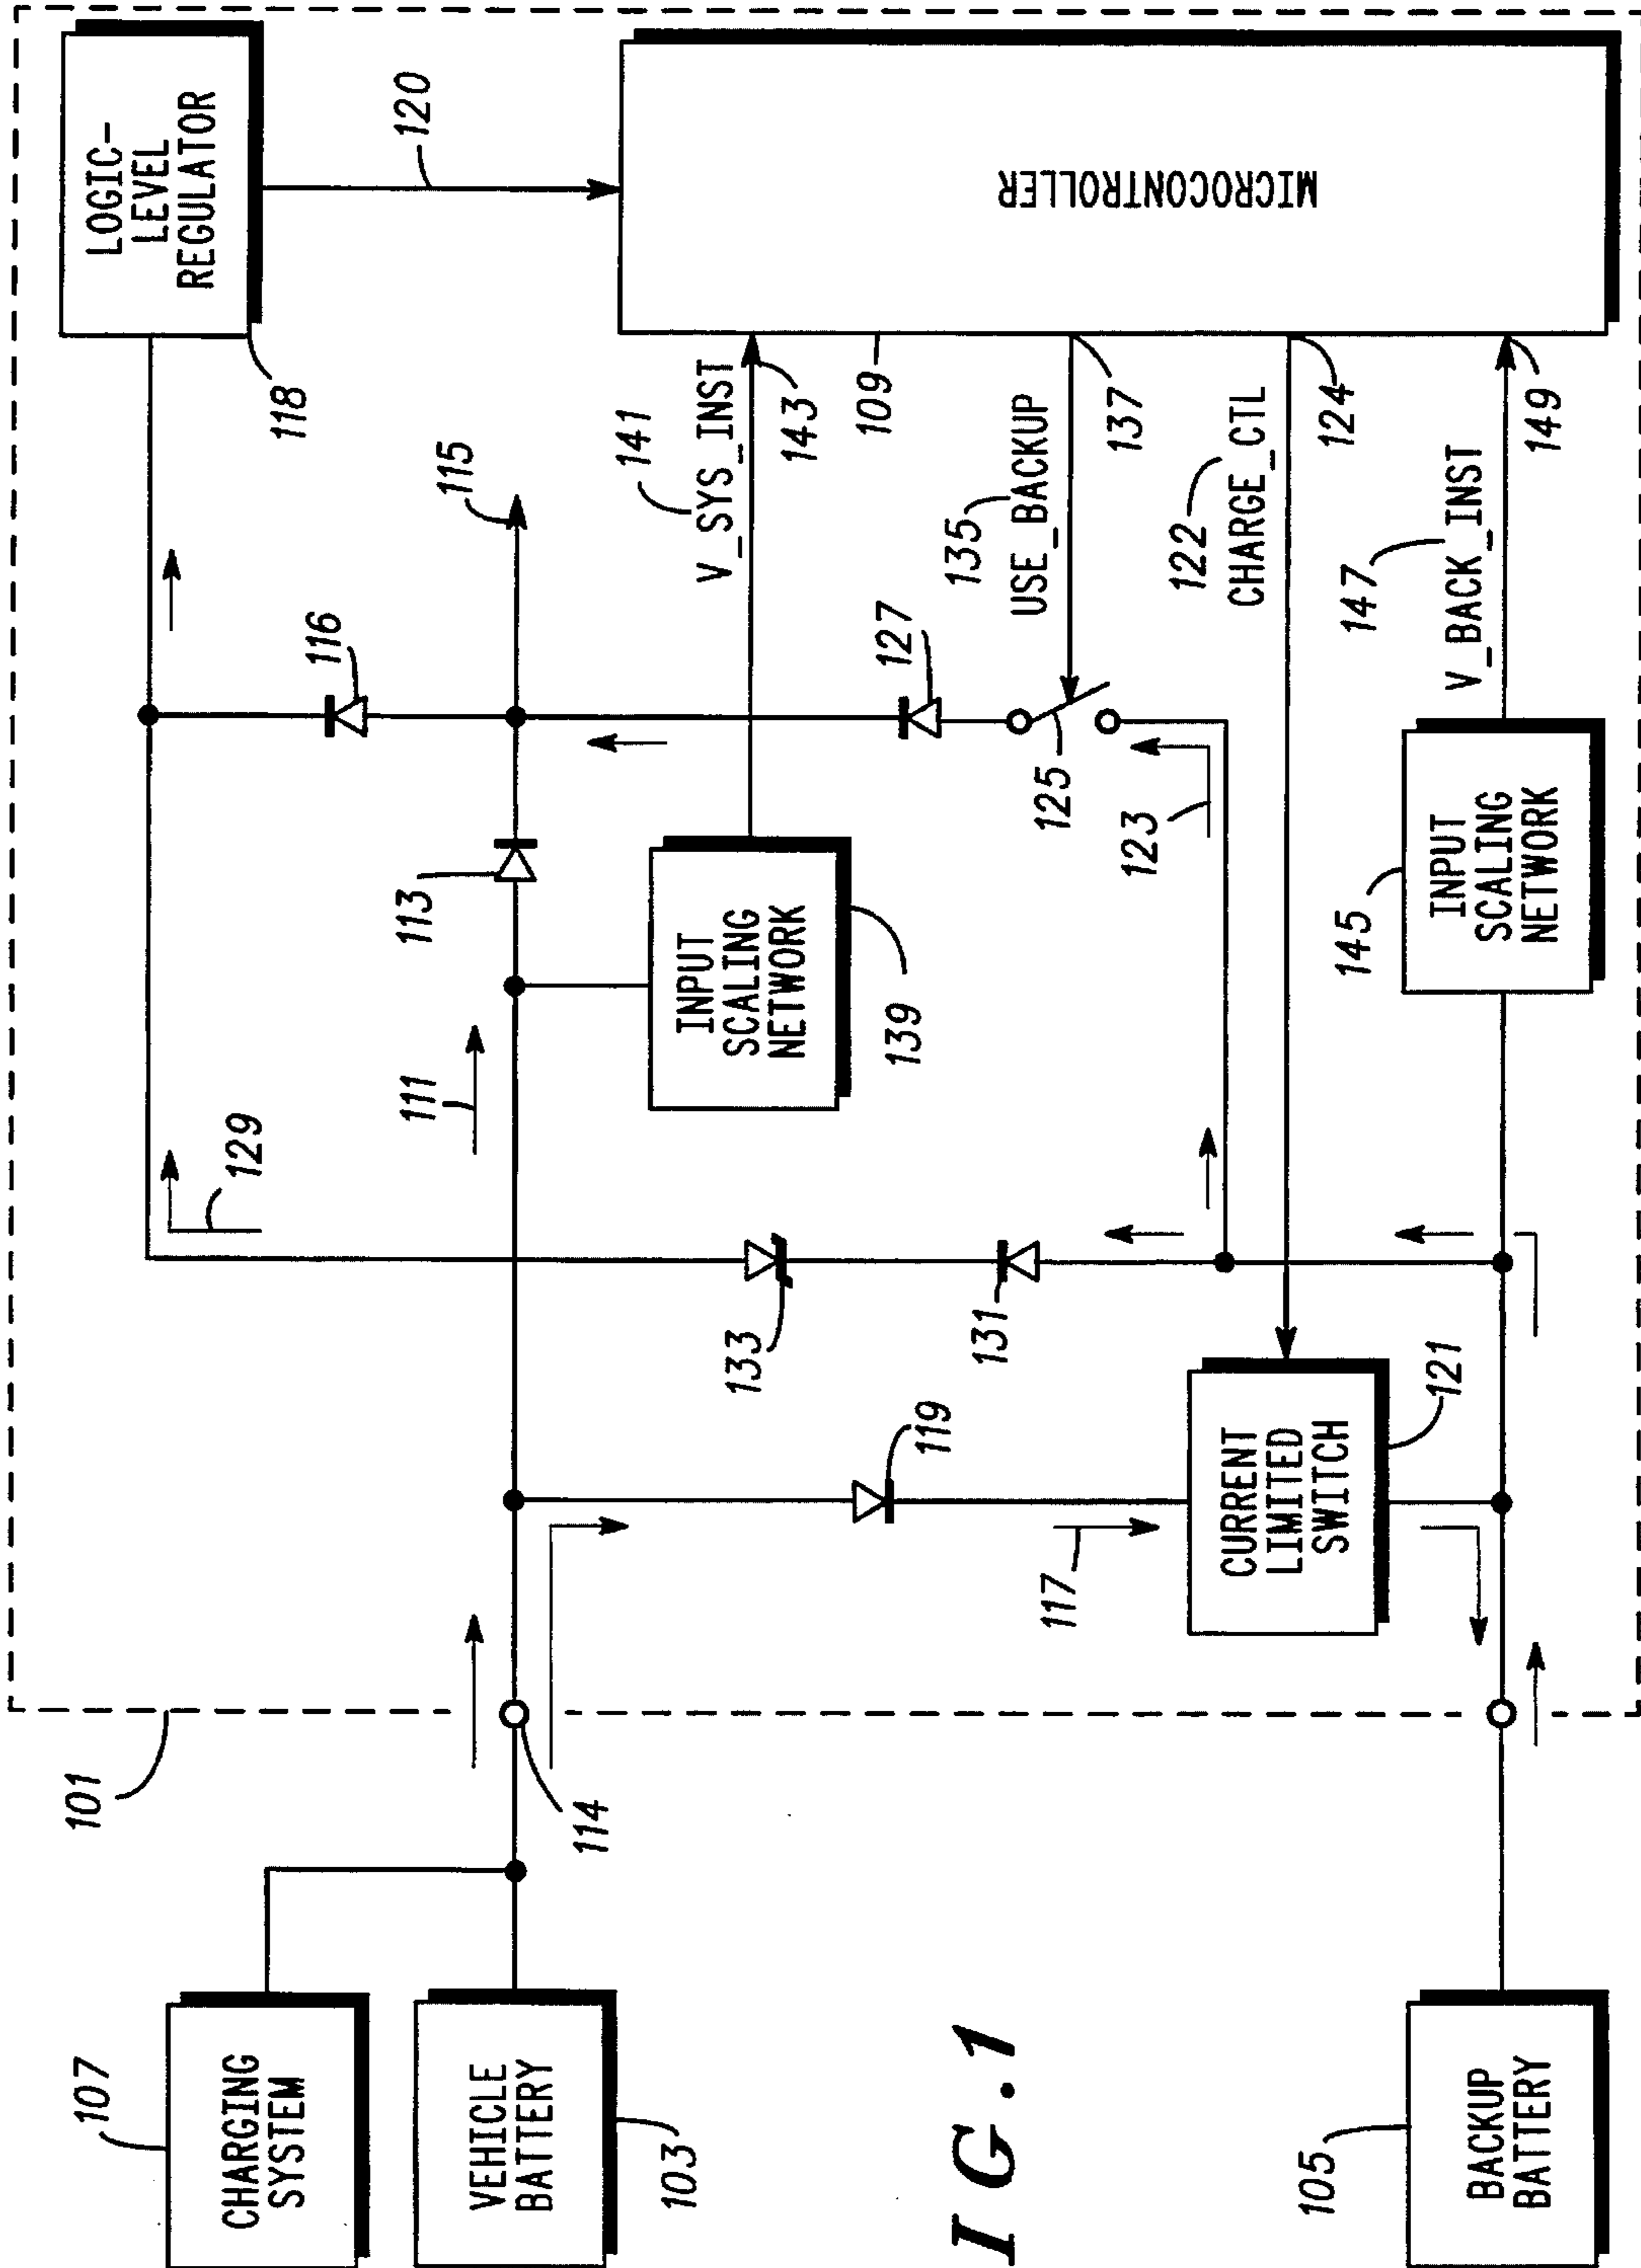 107
CHARGING
SYSTEM
VEHICLE
BATTERY
103
101
114
129
111
113
116
115
118
LOGIC-
LEVEL
REGULATOR
120
INPUT
SCALING
NETWORK
139
141
V_SYS_INST
143
109
MICROCONTROLLER
133
131
119
117
CURRENT
LIMITED
SWITCH
121
123
125
127
135
USE_BACKUP
137
122
CHARGE_CTL
124
145
INPUT
SCALING
NETWORK
147
V_BACK_INST
149
105
BACKUP
BATTERY
I G . 1